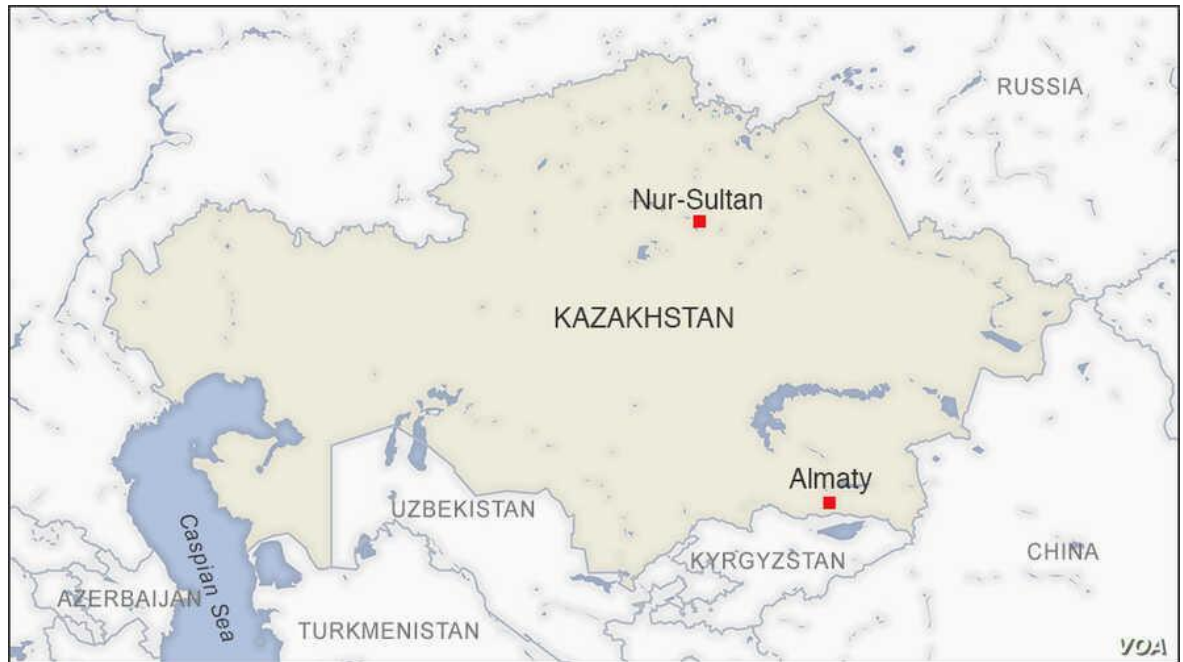 RUSSIA
Nur-Sultan
KAZAKHSTAN
Almaty
UZBEKISTAN
Caspian Sea
KYRGYZSTAN
CHINA
AZERBAIJAN
TURKMENISTAN
VOA